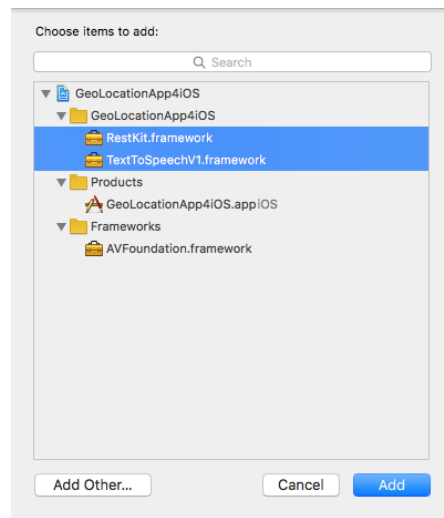 Choose items to add:
Search
GeoLocationApp4iOS
GeoLocationApp4iOS
RestKit.framework
TextToSpeechV1.framework
Products
GeoLocationApp4iOS.app iOS
Frameworks
AVFoundation.framework
Add Other... Cancel Add